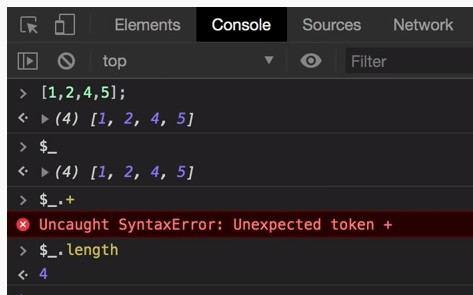 Elements Console Sources Network
top Filter
> [1,2,4,5];
(4) [1, 2, 4, 5]
> $_
(4) [1, 2, 4, 5]
> $_.+
Uncaught SyntaxError: Unexpected token +
> $_.length
4